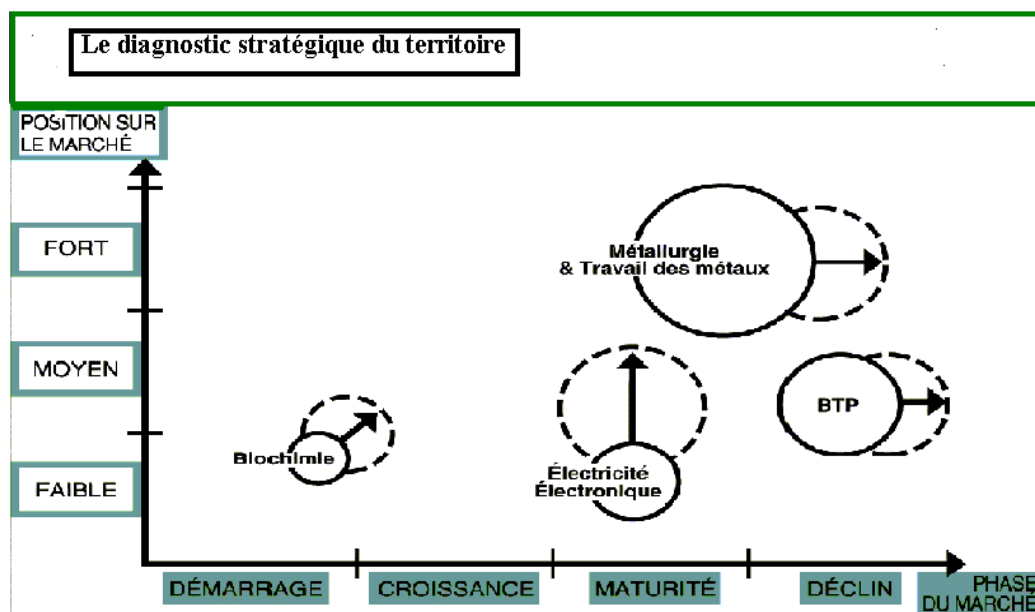 Le diagnostic stratégique du territoire
POSITION SUR
LE MARCHÉ
FORT
Métallurgie
& Travail des métaux
MOYEN
BTP
Biochimie
FAIBLE
Électricité
Électronique
DÉMARRAGE
CROISSANCE
MATURITÉ
DÉCLIN
PHASE
DU MARCHE